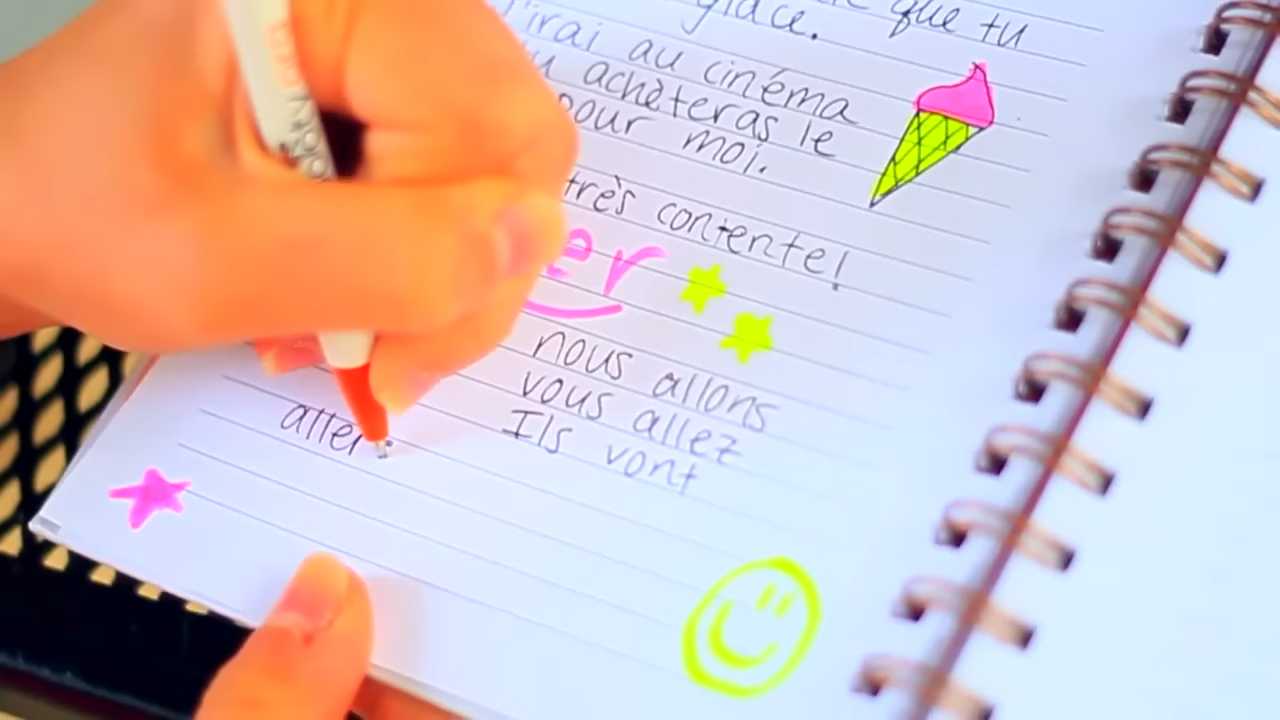 que tu
glace.
J'irai au cinéma
achèteras le
pour moi.
très contente!
er
nous allons
vous allez
Ils vont
aller